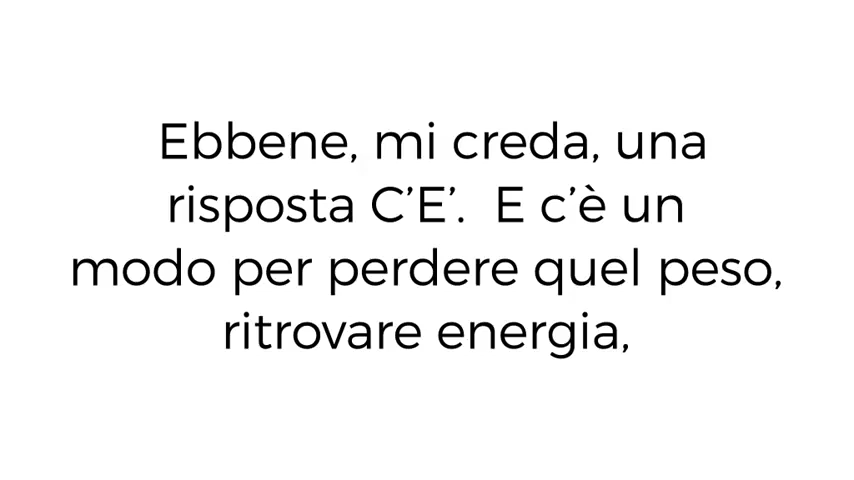 Ebbene, mi creda, una
risposta C’E’.  E c’è un
modo per perdere quel peso,
ritrovare energia,